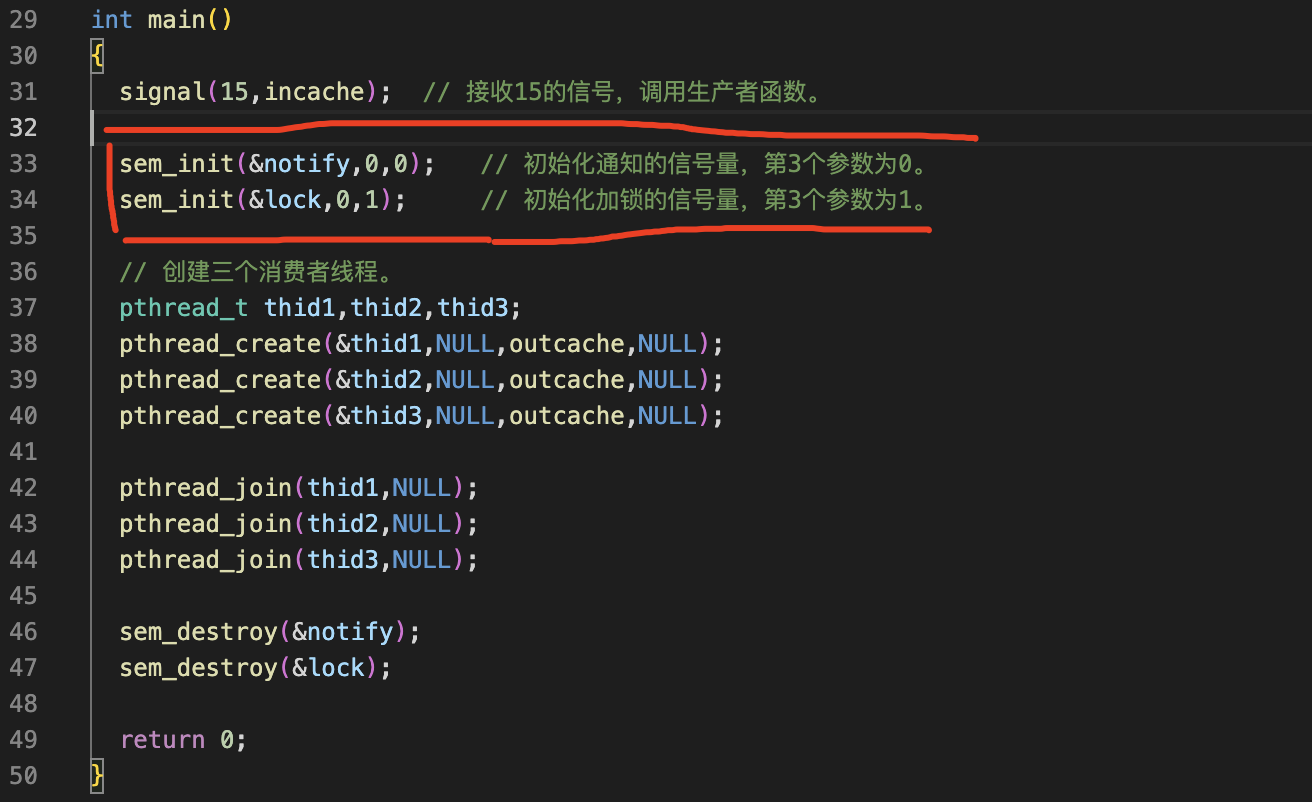 29 int main()
30 {
31 signal(15,incache); // 接收15的信号，调用生产者函数。
32
33 sem_init(&notify,0,0); // 初始化通知的信号量，第3个参数为0。
34 sem_init(&lock,0,1); // 初始化加锁的信号量，第3个参数为1。
35
36 // 创建三个消费者线程。
37 pthread_t thid1,thid2,thid3;
38 pthread_create(&thid1,NULL,outcache,NULL);
39 pthread_create(&thid2,NULL,outcache,NULL);
40 pthread_create(&thid3,NULL,outcache,NULL);
41
42 pthread_join(thid1,NULL);
43 pthread_join(thid2,NULL);
44 pthread_join(thid3,NULL);
45
46 sem_destroy(&notify);
47 sem_destroy(&lock);
48
49 return 0;
50 }